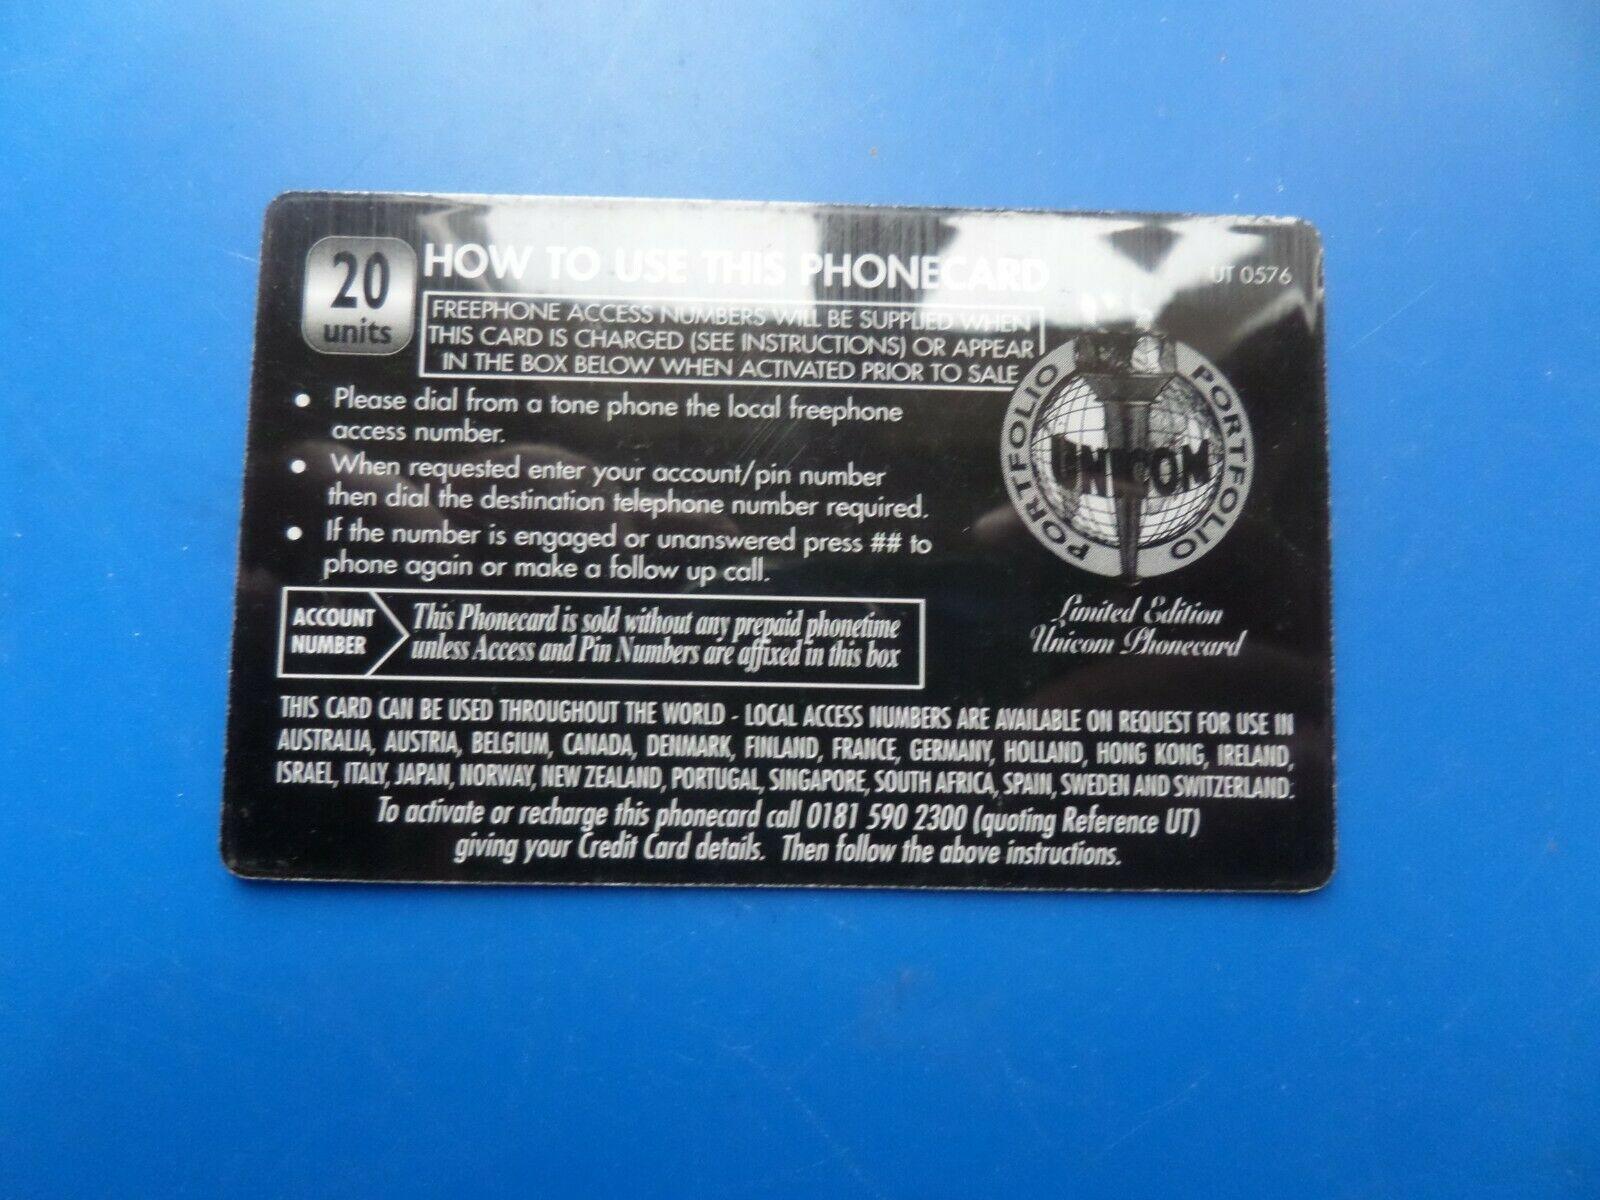 20
units
HOW TO USE THIS PHONECARD
UT 0576
FREEPHONE ACCESS NUMBERS WILL BE SUPPLIED WHEN
THIS CARD IS CHARGED (SEE INSTRUCTIONS) OR APPEAR
IN THE BOX BELOW WHEN ACTIVATED PRIOR TO SALE
• Please dial from a tone phone the local freephone
access number.
• When requested enter your account/pin number
then dial the destination telephone number required.
• If the number is engaged or unanswered press ## to
phone again or make a follow up call.
PORTFOLIO PORTFOLIO
UNICOM
Limited Edition
Unicom Phonecard
ACCOUNT
NUMBER
This Phonecard is sold without any prepaid phonetime
unless Access and Pin Numbers are affixed in this box
THIS CARD CAN BE USED THROUGHOUT THE WORLD - LOCAL ACCESS NUMBERS ARE AVAILABLE ON REQUEST FOR USE IN
AUSTRALIA, AUSTRIA, BELGIUM, CANADA, DENMARK, FINLAND, FRANCE, GERMANY, HOLLAND, HONG KONG, IRELAND,
ISRAEL, ITALY, JAPAN, NORWAY, NEW ZEALAND, PORTUGAL, SINGAPORE, SOUTH AFRICA, SPAIN, SWEDEN AND SWITZERLAND.
To activate or recharge this phonecard call 0181 590 2300 (quoting Reference UT)
giving your Credit Card details. Then follow the above instructions.